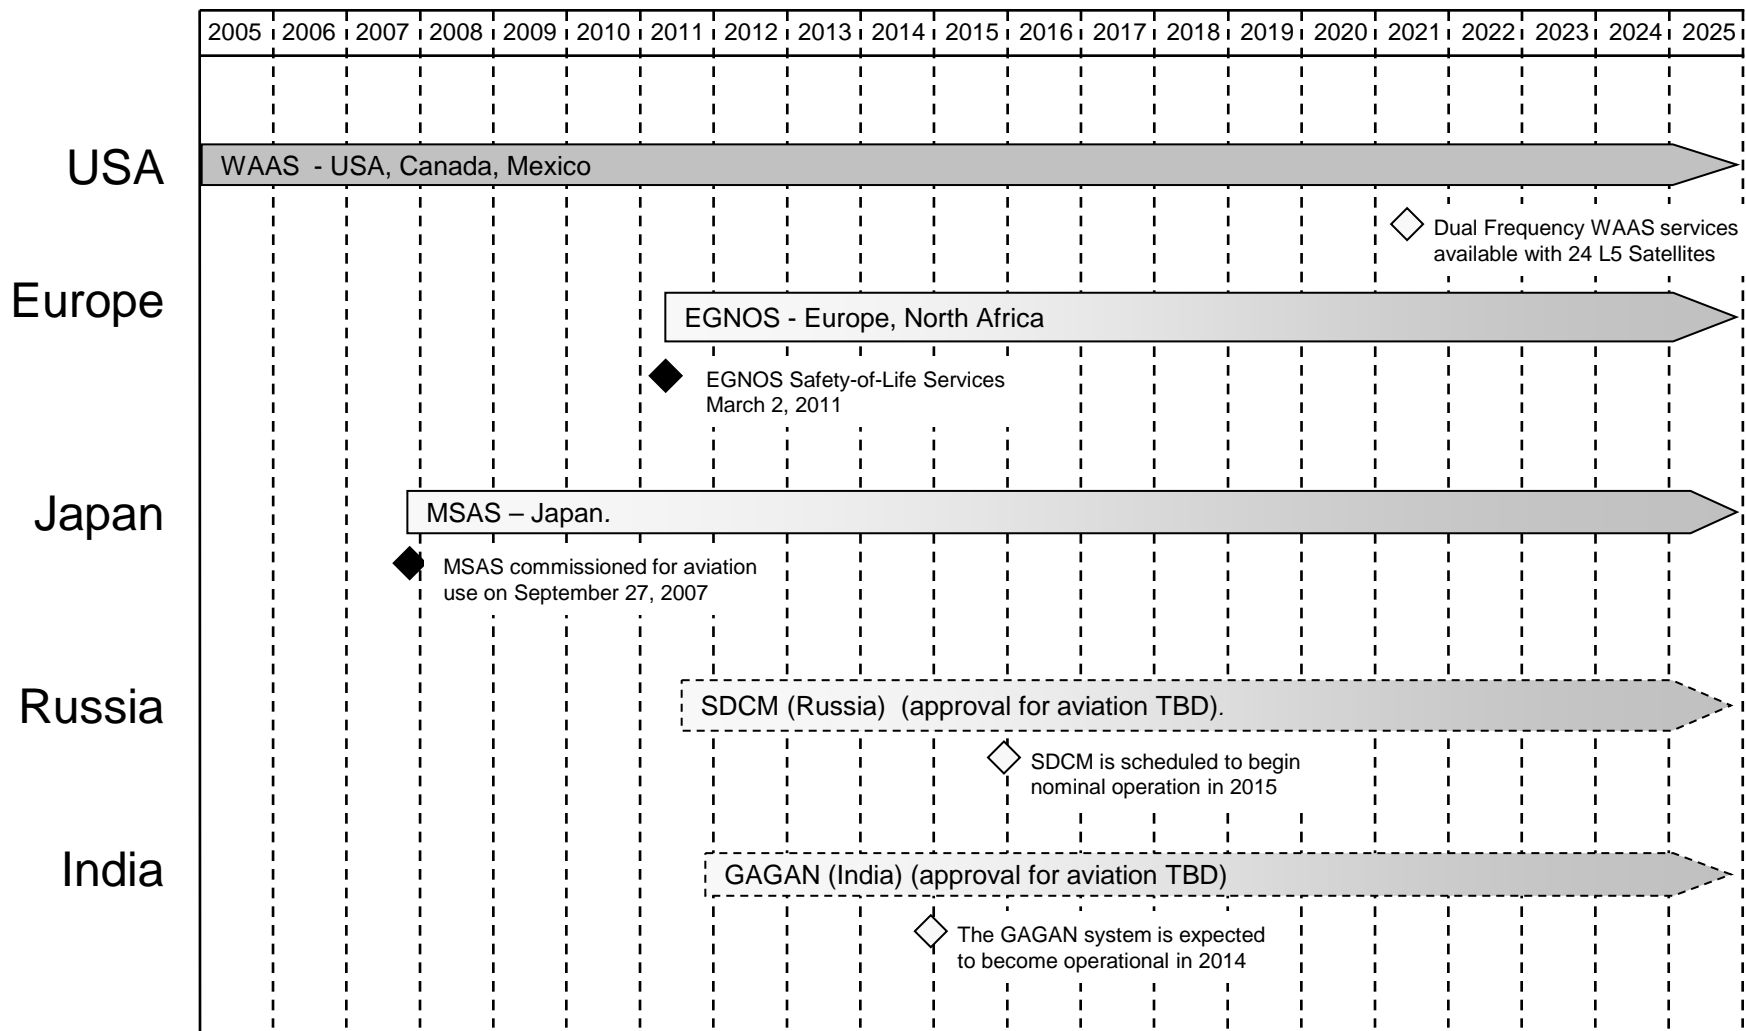 2005 2006 2007 2008 2009 2010 2011 2012 2013 2014 2015 2016 2017 2018 2019 2020 2021 2022 2023 2024 2025
USA
WAAS - USA, Canada, Mexico
Dual Frequency WAAS services
available with 24 L5 Satellites
Europe
EGNOS - Europe, North Africa
EGNOS Safety-of-Life Services
March 2, 2011
Japan
MSAS – Japan.
MSAS commissioned for aviation
use on September 27, 2007
Russia
SDCM (Russia) (approval for aviation TBD).
SDCM is scheduled to begin
nominal operation in 2015
India
GAGAN (India) (approval for aviation TBD)
The GAGAN system is expected
to become operational in 2014